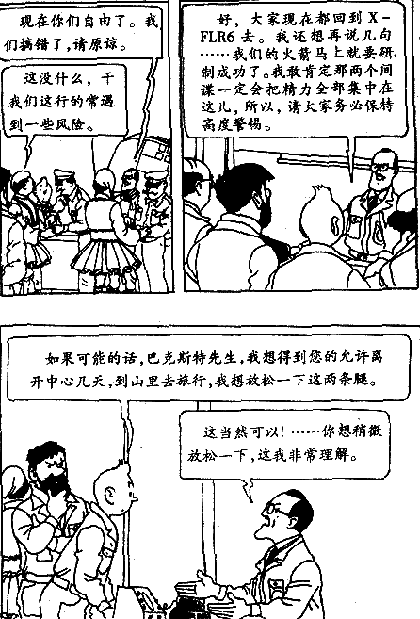 现在你们自由了。我
们搞错了,请原谅。
这没什么,干
我们这行的常遇
到一些风险。
好,大家现在都回到X-
FLR6去。我还想再说几句
……我们的火箭马上就要研
制成功了。我敢肯定那两个间
谍一定会把精力全部集中在
这儿,所以,请大家务必保持
高度警惕。
如果可能的话,巴克斯特先生,我想得到您的允许离
开中心几天,到山里去旅行,我想放松一下这两条腿。
这当然可以!……你想稍微
放松一下,这我非常理解。